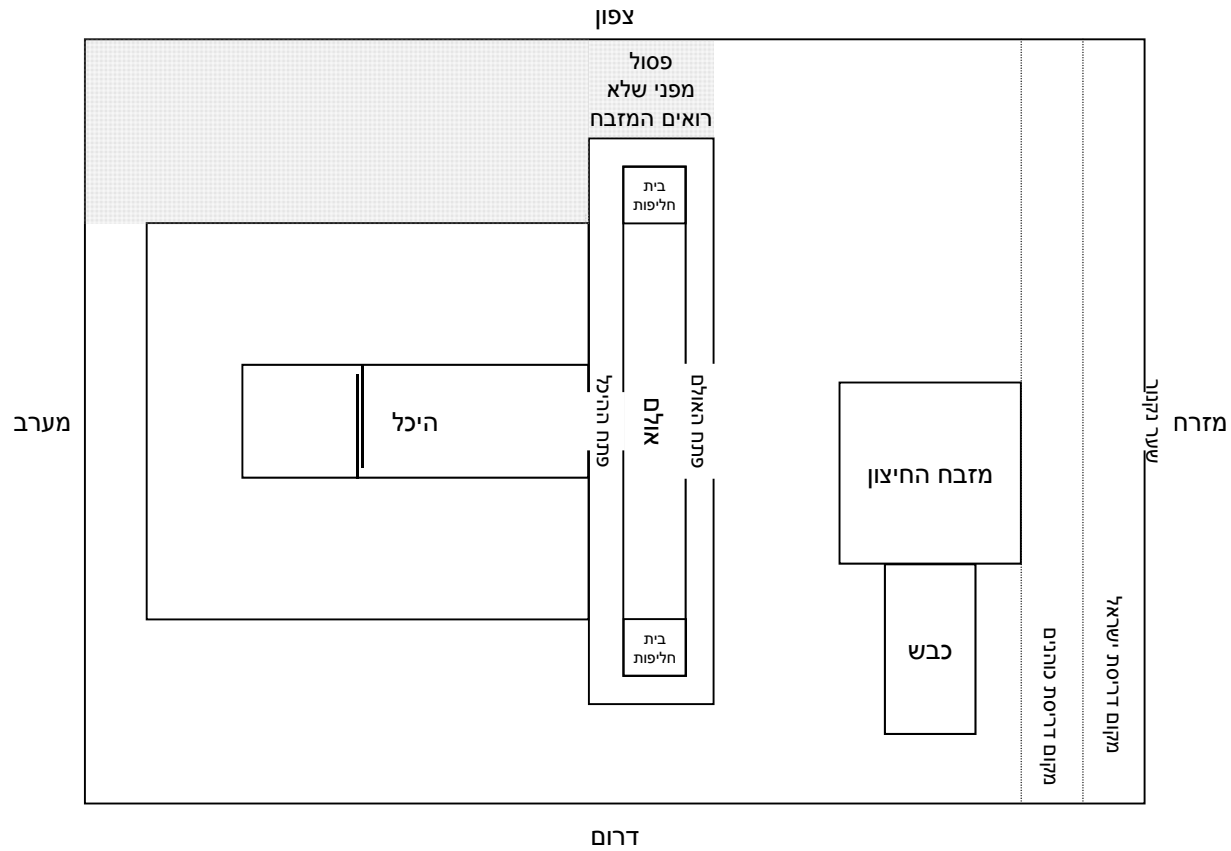 צפון
פסול
מפני שלא
רואים המזבח
בית
חליפות
מזרח
שער נקנור
מקום דריסת ישראל
מקום דריסת כהנים
מזבח החיצון
כבש
פתח האולם
אולם
פתח ההיכל
היכל
מערב
בית
חליפות
דרום